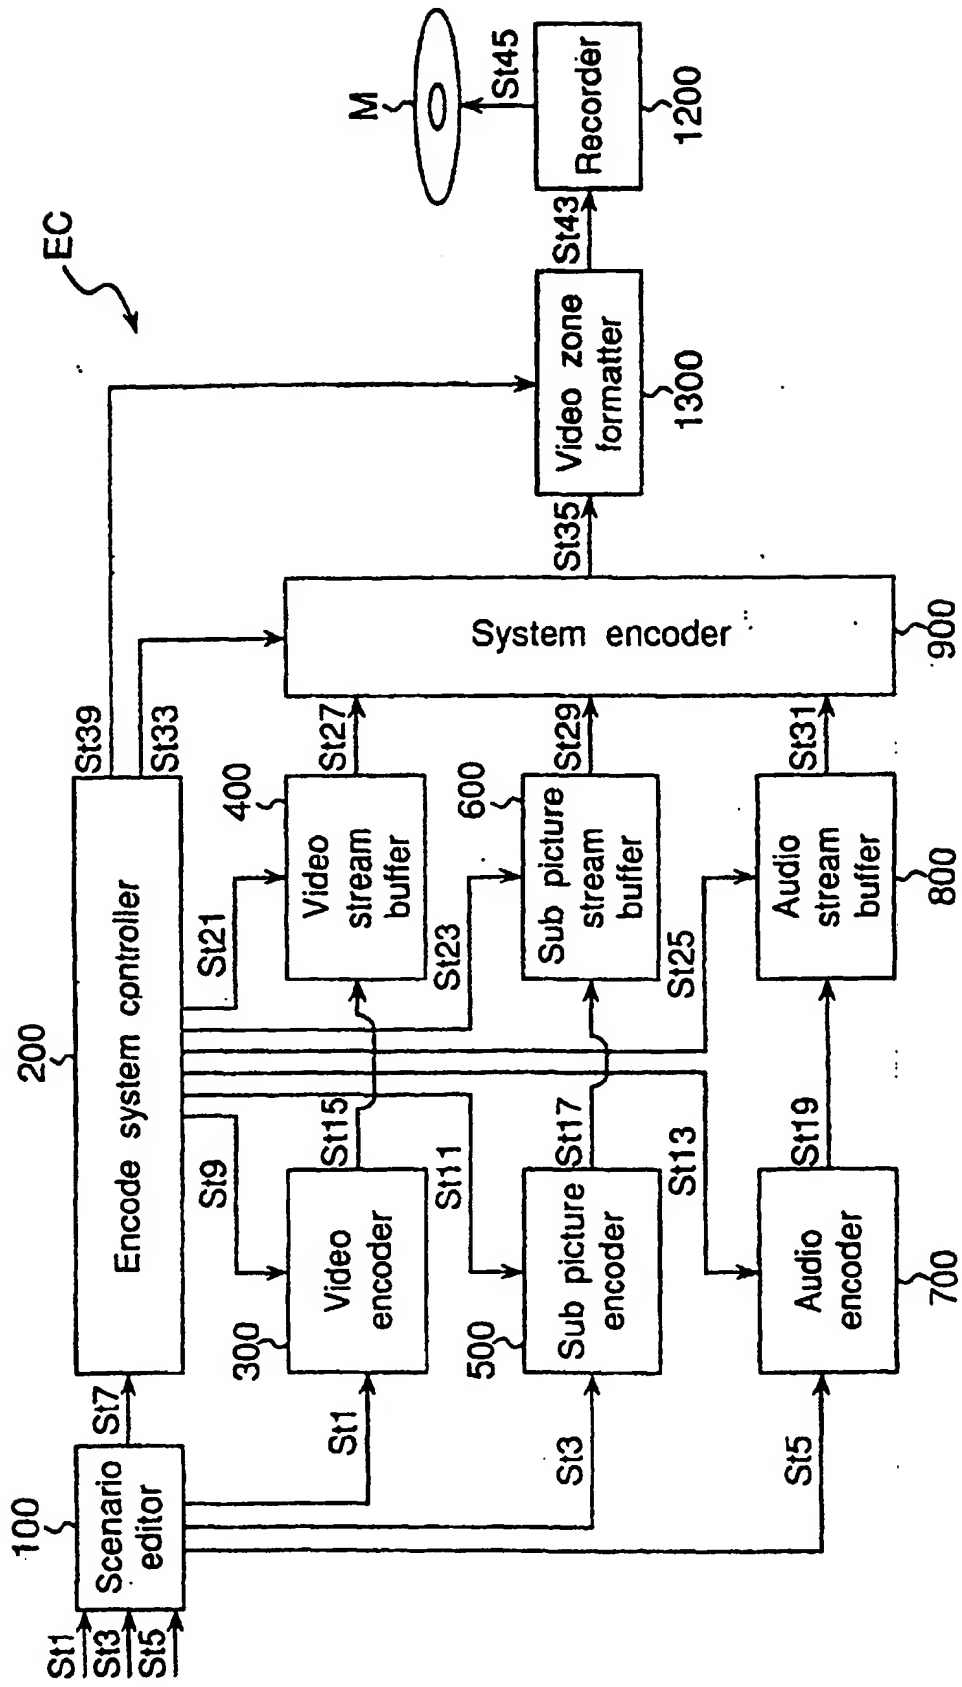 EC
St1
St3
St5
100
Scenario
editor
St7
200
Encode system controller
St39
St33
St9
St11
St13
St21
St23
St25
St1
St3
St5
300
Video
encoder
St15
400
Video
stream
buffer
St27
500
Sub picture
encoder
St17
600
Sub picture
stream
buffer
St29
700
Audio
encoder
St19
800
Audio
stream
buffer
St31
System encoder
900
St35
Video zone
formatter
1300
St43
Recorder
1200
St45
M